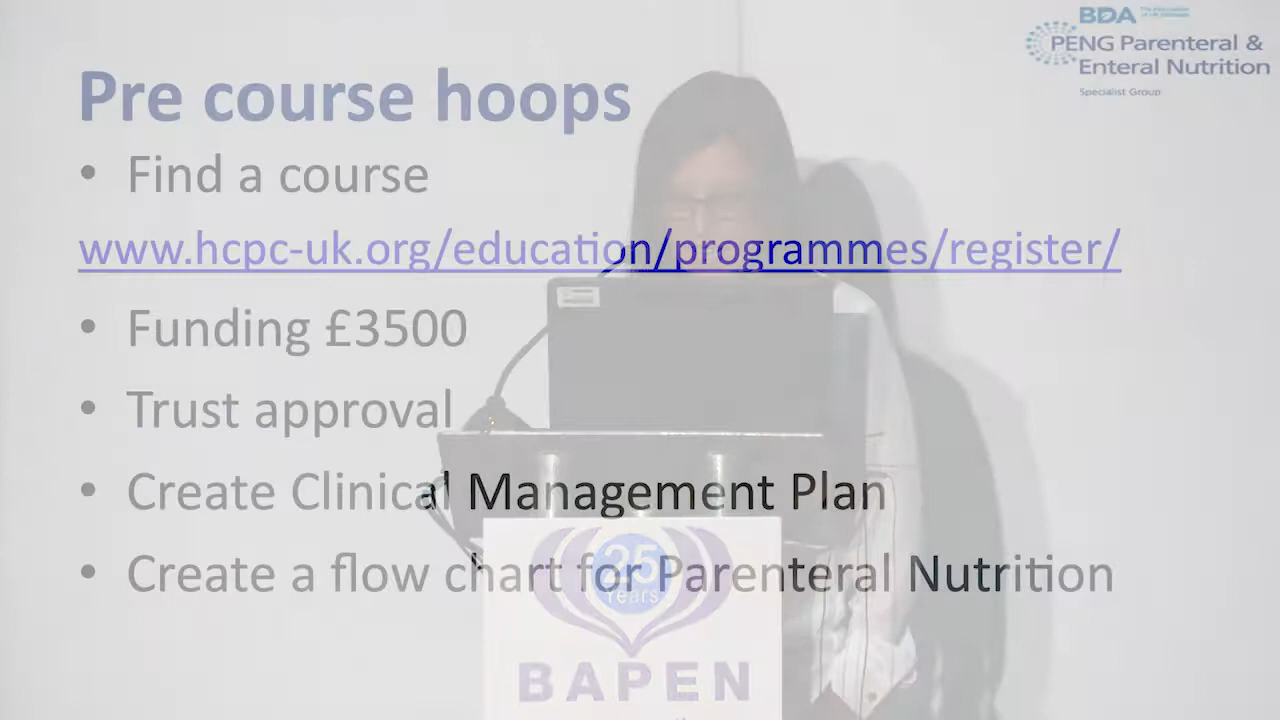 BDA
PENG Parenteral &
Enteral Nutrition
Specialist Group
Pre course hoops
• Find a course
www.hcpc-uk.org/education/programmes/register/
• Funding £3500
• Trust approval
• Create Clinical Management Plan
• Create a flow chart for Parenteral Nutrition
25
Years
BAPEN